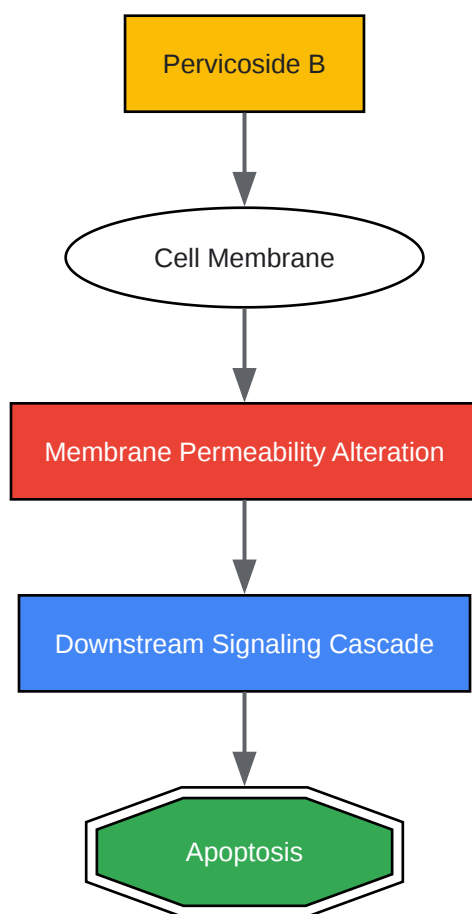 Pervicoside B
Cell Membrane
Membrane Permeability Alteration
Downstream Signaling Cascade
Apoptosis